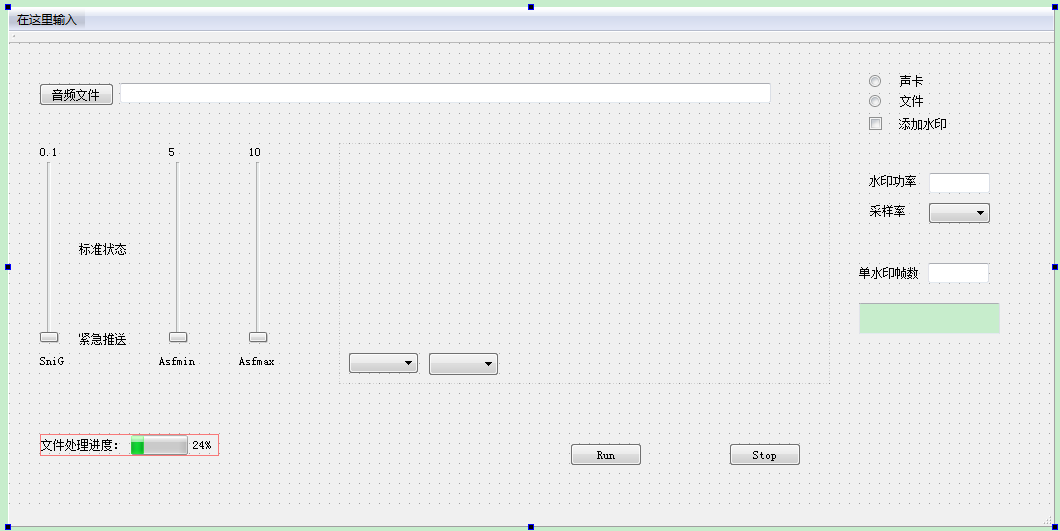 在这里输入
音频文件
声卡
文件
添加水印
0.1 5 10
水印功率
采样率
标准状态
单水印帧数
紧急推送
SniG Asfmin Asfmax
文件处理进度： 24%
Run Stop